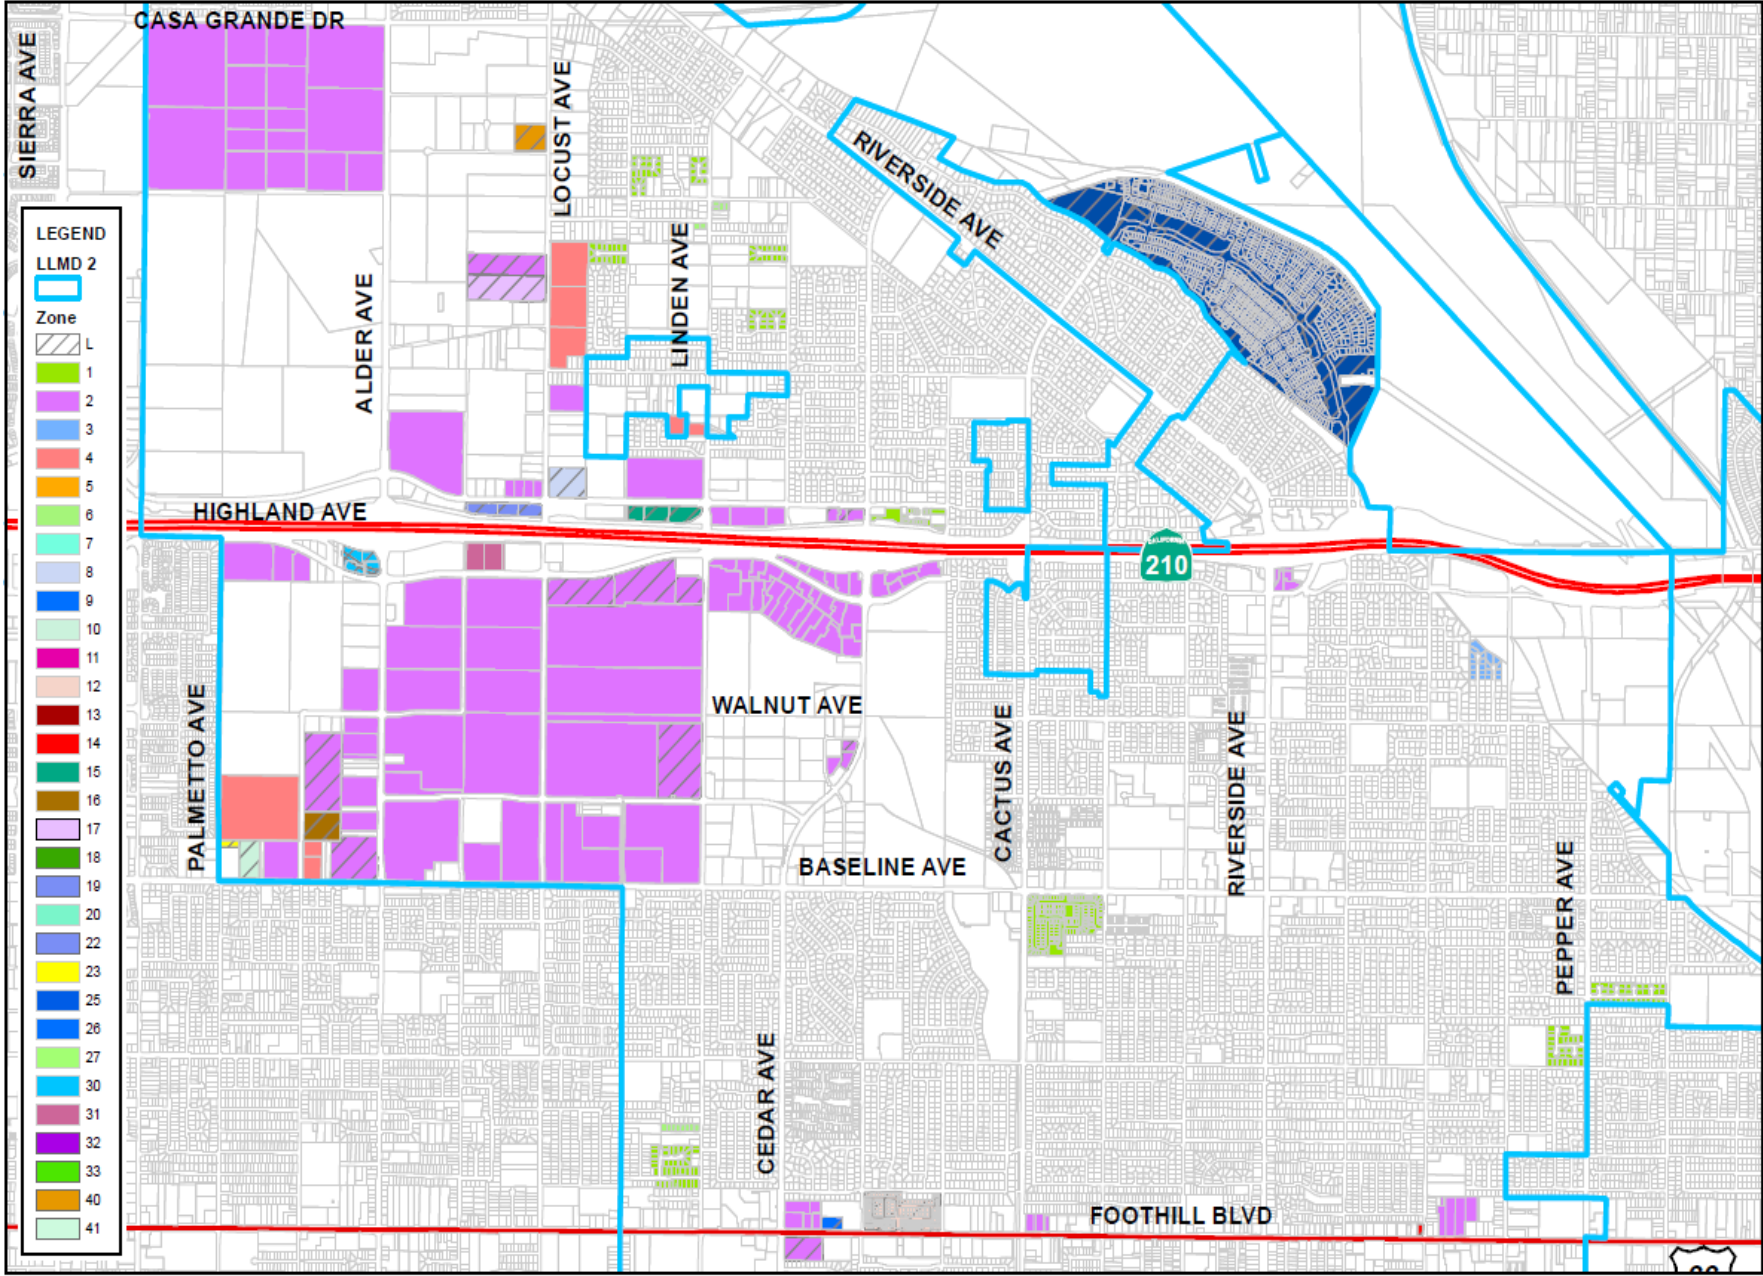 CASA GRANDE DR
SIERRA AVE
LOCUST AVE
RIVERSIDE AVE
LINDEN AVE
ALDER AVE
LEGEND
LLMD 2
Zone
L
1
2
3
4
5
6
7
8
9
10
11
12
13
14
15
16
17
18
19
20
22
23
25
26
27
30
31
32
33
40
41
HIGHLAND AVE
CALIFORNIA
210
PALMETTO AVE
WALNUT AVE
CACTUS AVE
RIVERSIDE AVE
BASELINE AVE
PEPPER AVE
CEDAR AVE
FOOTHILL BLVD